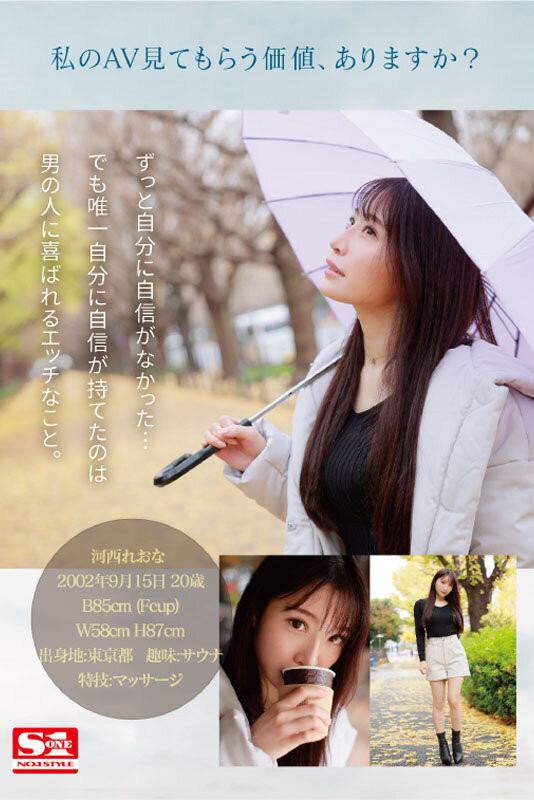 私のAV見てもらう価値、ありますか？
ずっと自分に自信がなかった…
でも唯一自分に自信が持てたのは
男の人に喜ばれるエッチなこと。
河西れおな
2002年9月15日 20歳
B85cm (Fcup)
W58cm H87cm
出身地:東京都 趣味:サウナ
特技:マッサージ
S ONE
NO.1 STYLE